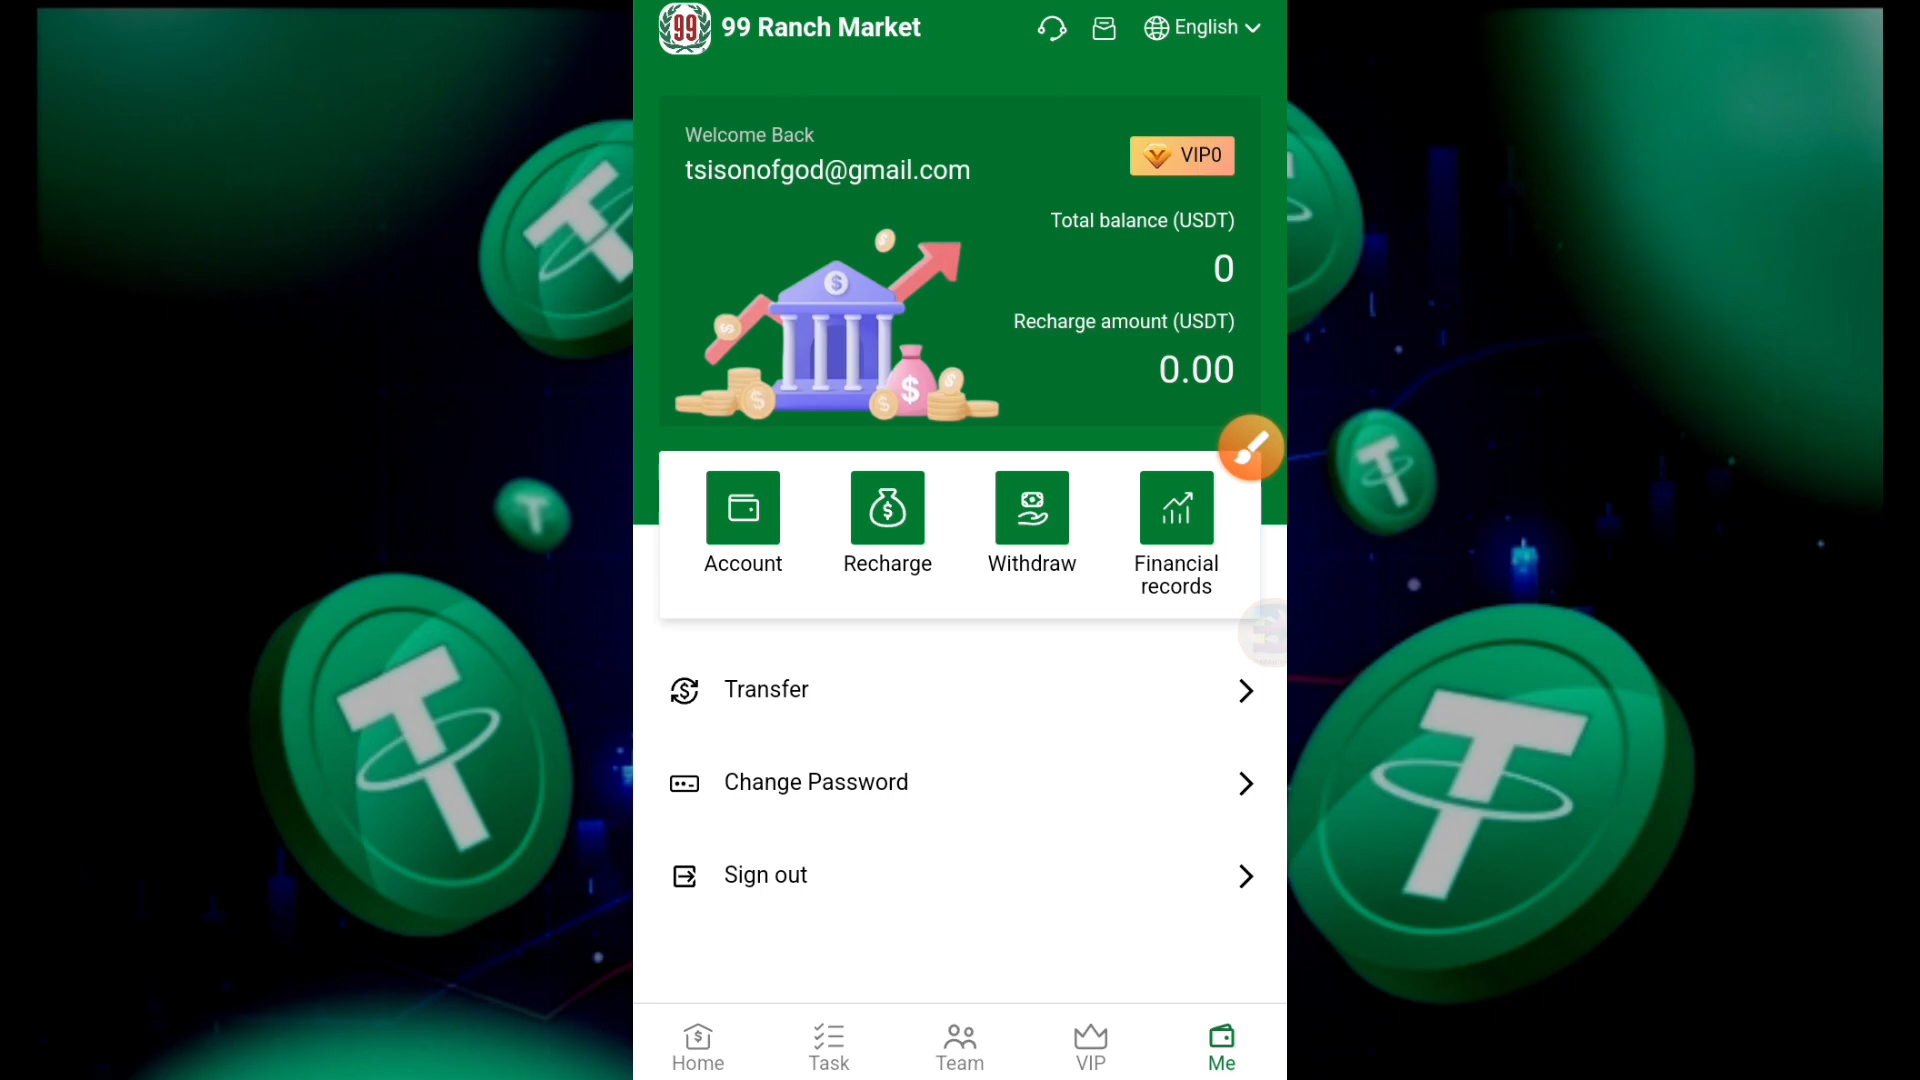 99 99 Ranch Market
English
Welcome Back
tsisonofgod@gmail.com
VIP0
Total balance (USDT)
0
Recharge amount (USDT)
0.00
Account
Recharge
Withdraw
Financial
records
Transfer
Change Password
Sign out
Home
Task
Team
VIP
Me